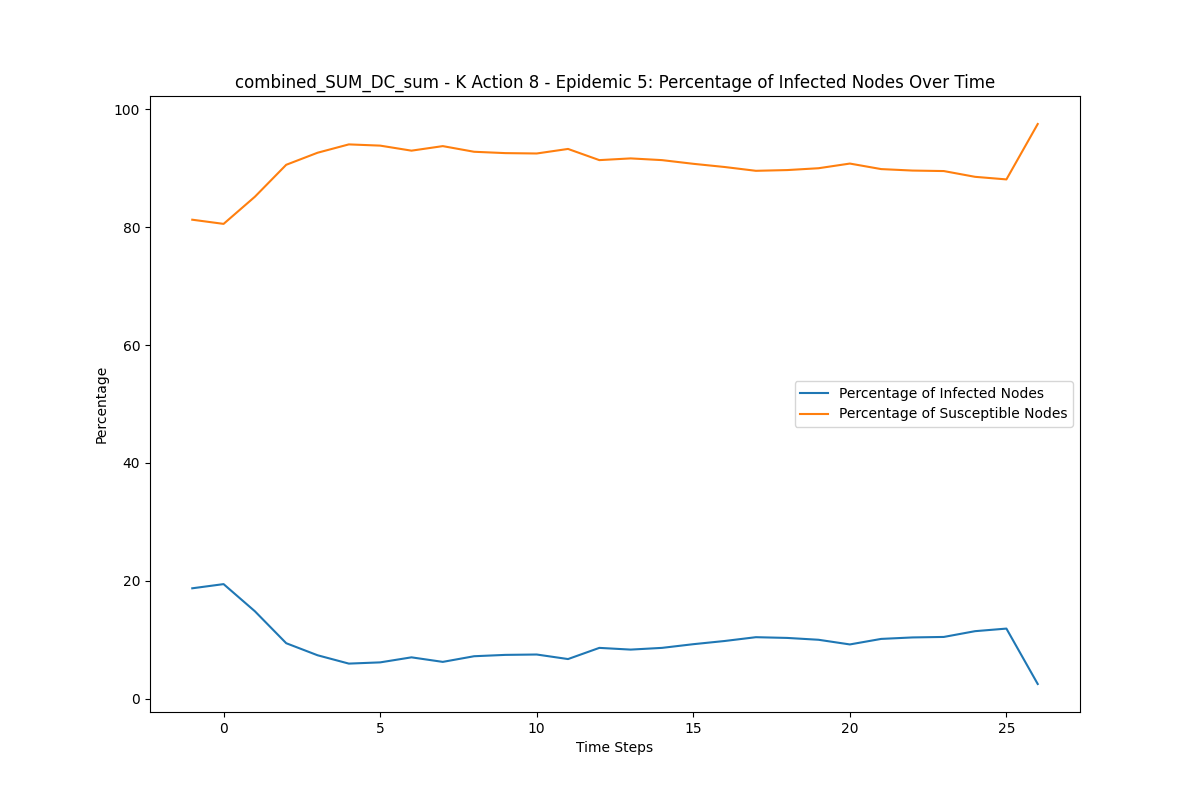 combined_SUM_DC_sum - K Action 8 - Epidemic 5: Percentage of Infected Nodes Over Time
100
80
60
40
20
0
Percentage
Percentage of Infected Nodes
Percentage of Susceptible Nodes
0 5 10 15 20 25
Time Steps